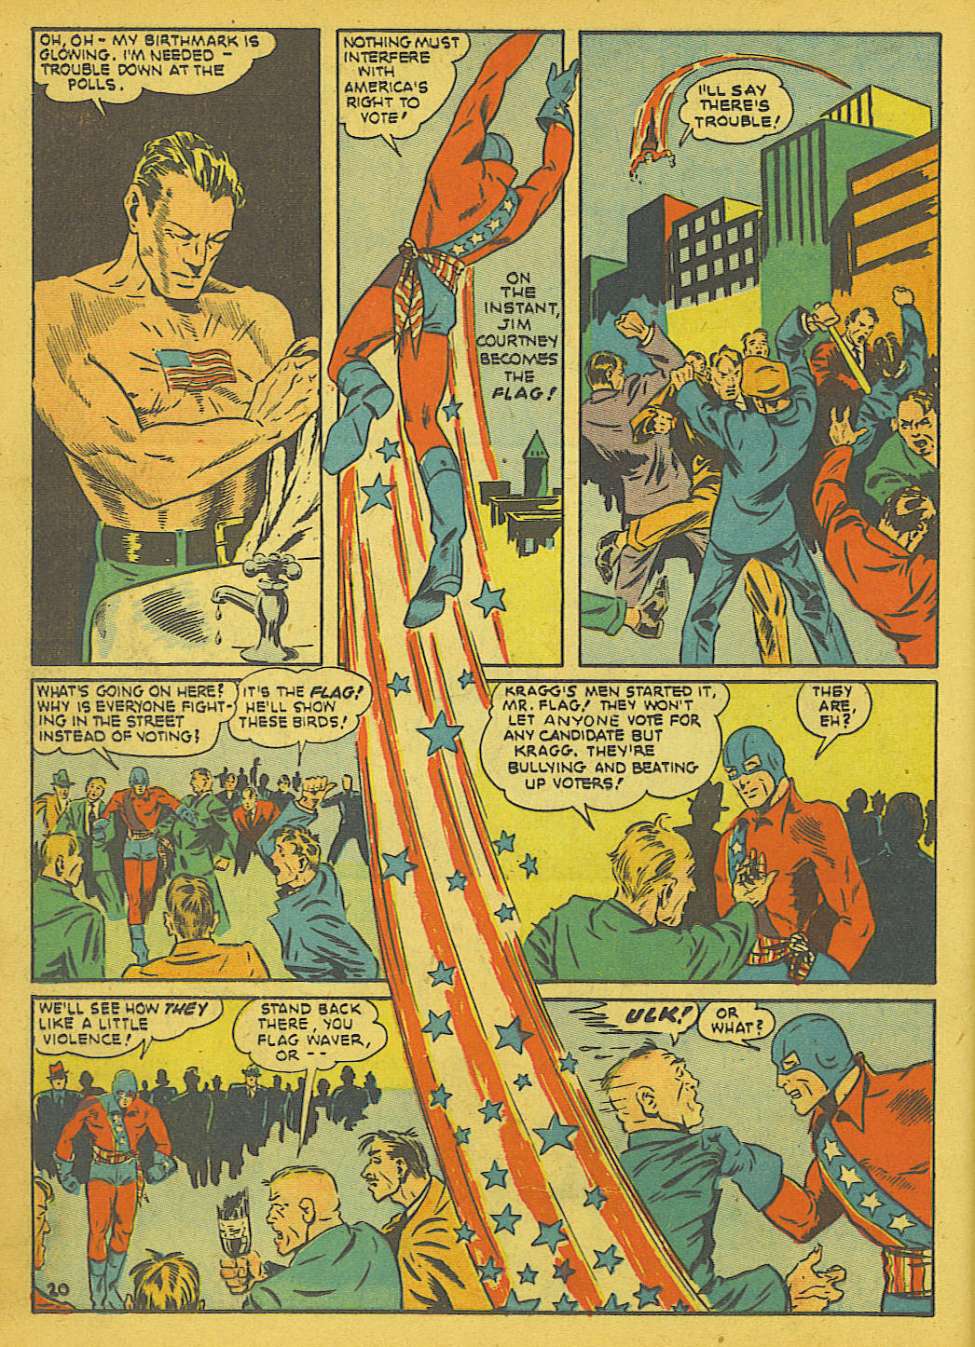 OH, OH - MY BIRTHMARK IS
GLOWING. I'M NEEDED -
TROUBLE DOWN AT THE
POLLS.
NOTHING MUST
INTERFERE
WITH
AMERICA'S
RIGHT TO
VOTE!
ON
THE
INSTANT,
JIM
COURTNEY
BECOMES
THE
FLAG!
I'LL SAY
THERE'S
TROUBLE!
WHAT'S GOING ON HERE?
WHY IS EVERYONE FIGHT-
ING IN THE STREET
INSTEAD OF VOTING?
IT'S THE FLAG!
HE'LL SHOW
THESE BIRDS!
KRAGG'S MEN STARTED IT,
MR. FLAG! THEY WON'T
LET ANYONE VOTE FOR
ANY CANDIDATE BUT
KRAGG. THEY'RE
BULLYING AND BEATING
UP VOTERS!
THEY
ARE,
EH?
WE'LL SEE HOW THEY
LIKE A LITTLE
VIOLENCE!
STAND BACK
THERE, YOU
FLAG WAVER,
OR --
ULK!
OR
WHAT?
20